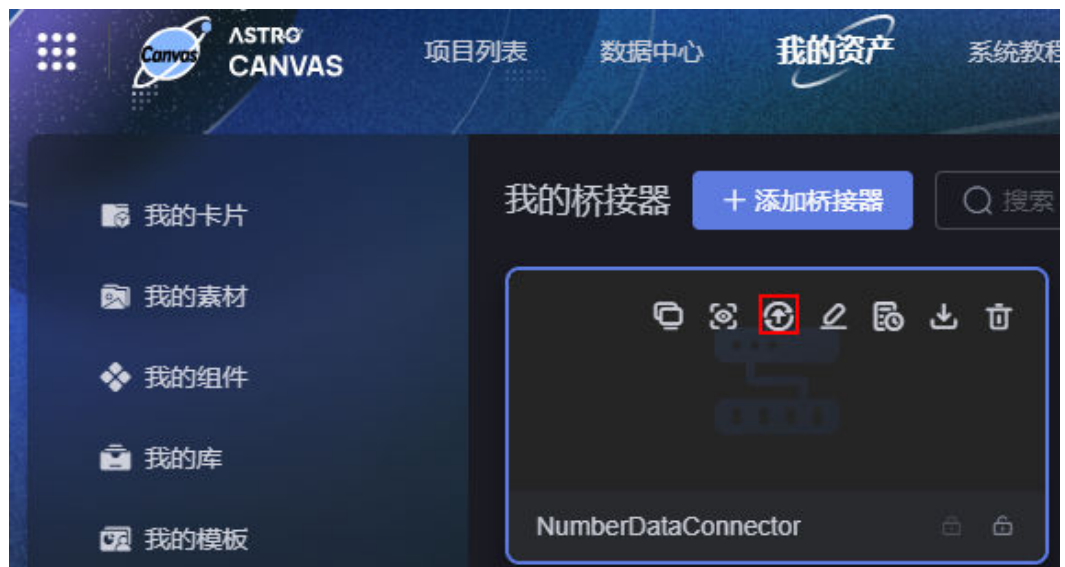 Canvas
ASTRO
CANVAS
项目列表
数据中心
我的资产
系统教程
我的卡片
我的素材
我的组件
我的库
我的模板
我的桥接器
+ 添加桥接器
搜索
NumberDataConnector